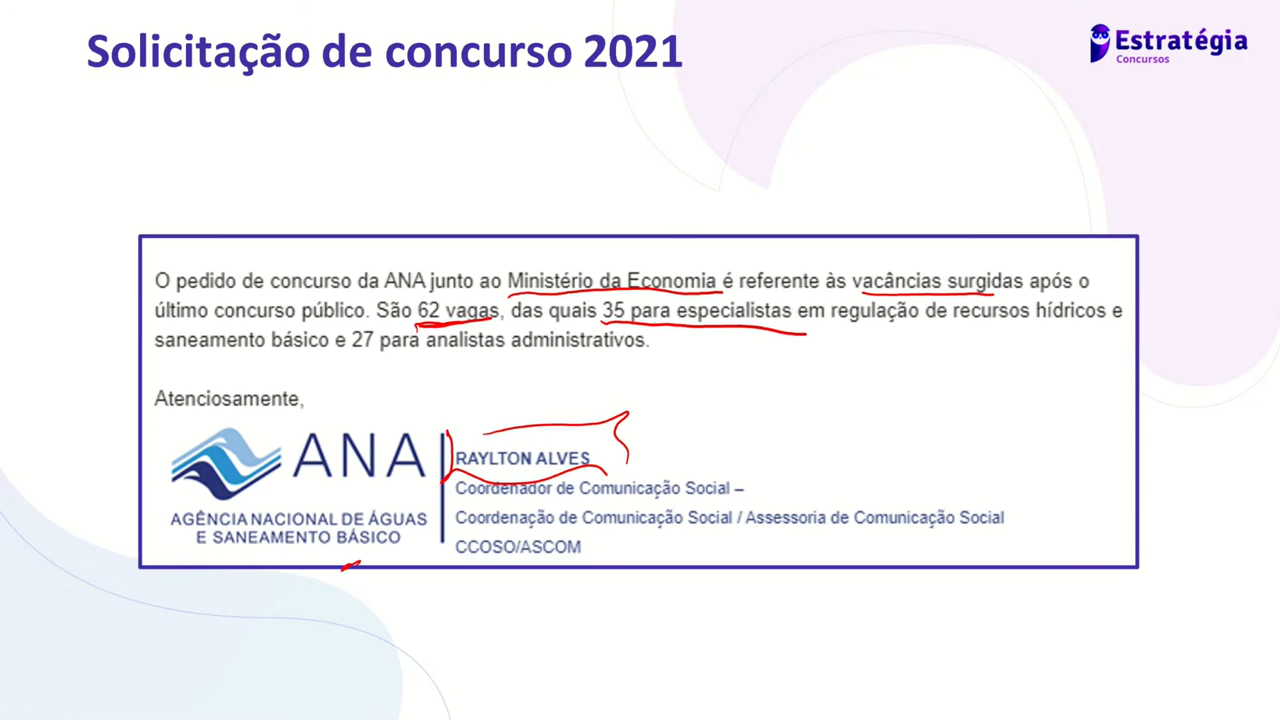 Solicitação de concurso 2021
Estratégia
Concursos
O pedido de concurso da ANA junto ao Ministério da Economia é referente às vacâncias surgidas após o
último concurso público. São 62 vagas, das quais 35 para especialistas em regulação de recursos hídricos e
saneamento básico e 27 para analistas administrativos.
Atenciosamente,
ANA
AGÊNCIA NACIONAL DE ÁGUAS
E SANEAMENTO BÁSICO
RAYLTON ALVES
Coordenador de Comunicação Social –
Coordenação de Comunicação Social / Assessoria de Comunicação Social
CCOSO/ASCOM